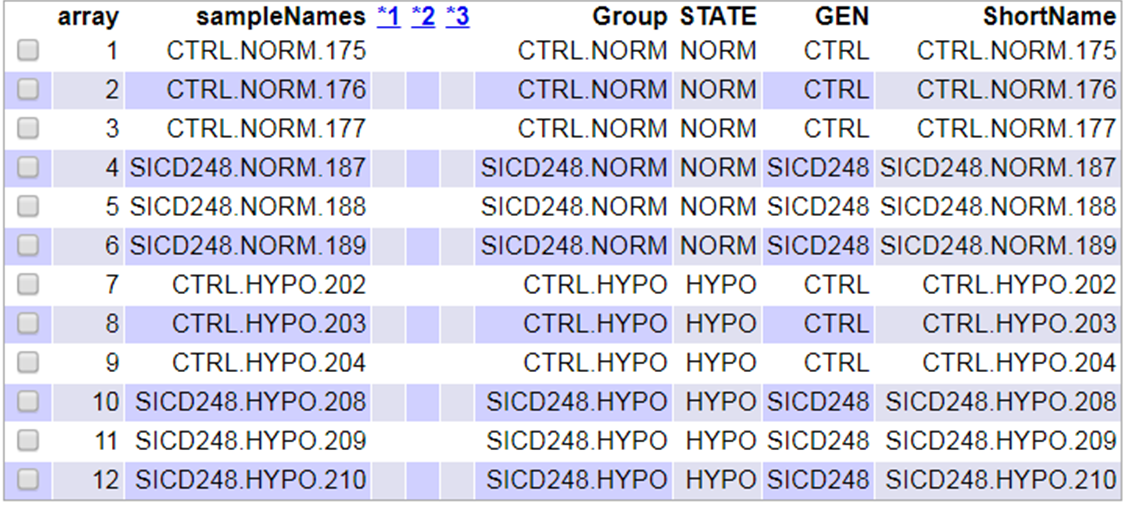 array sampleNames *1 *2 *3 Group STATE GEN ShortName
1 CTRL.NORM.175 CTRL.NORM NORM CTRL CTRL.NORM.175
2 CTRL.NORM.176 CTRL.NORM NORM CTRL CTRL.NORM.176
3 CTRL.NORM.177 CTRL.NORM NORM CTRL CTRL.NORM.177
4 SICD248.NORM.187 SICD248.NORM NORM SICD248 SICD248.NORM.187
5 SICD248.NORM.188 SICD248.NORM NORM SICD248 SICD248.NORM.188
6 SICD248.NORM.189 SICD248.NORM NORM SICD248 SICD248.NORM.189
7 CTRL.HYPO.202 CTRL.HYPO HYPO CTRL CTRL.HYPO.202
8 CTRL.HYPO.203 CTRL.HYPO HYPO CTRL CTRL.HYPO.203
9 CTRL.HYPO.204 CTRL.HYPO HYPO CTRL CTRL.HYPO.204
10 SICD248.HYPO.208 SICD248.HYPO HYPO SICD248 SICD248.HYPO.208
11 SICD248.HYPO.209 SICD248.HYPO HYPO SICD248 SICD248.HYPO.209
12 SICD248.HYPO.210 SICD248.HYPO HYPO SICD248 SICD248.HYPO.210